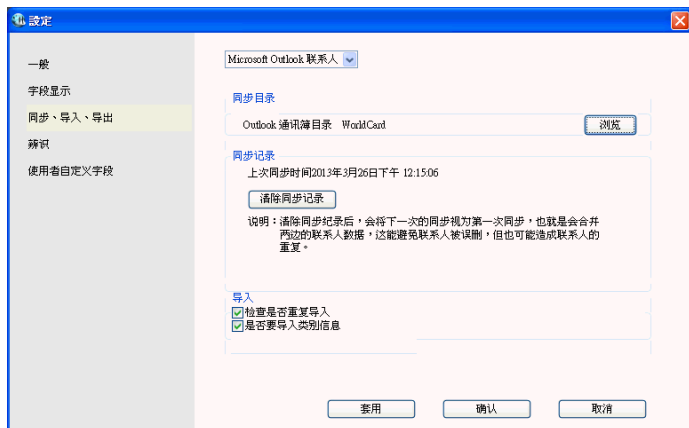 設定
一般
字段显示
同步、导入、导出
辨识
使用者自定义字段
Microsoft Outlook 联系人
同步目录
Outlook 通讯簿目录 WorldCard
浏览
同步记录
上次同步时间2013年3月26日下午 12:15:06
清除同步记录
说明：清除同步纪录后，会将下一次的同步视为第一次同步，也就是会合并
两边的联系人数据，这能避免联系人被误删，但也可能造成联系人的
重复。
导入
检查是否重复导入
是否要导入类别信息
套用
确认
取消